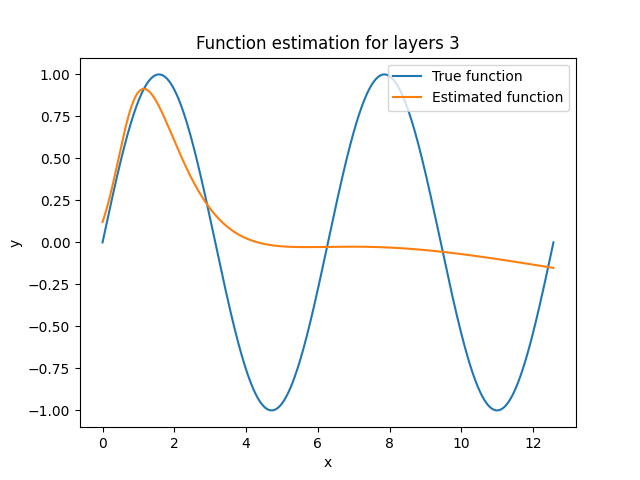 Function estimation for layers 3
True function
Estimated function
1.00
0.75
0.50
0.25
0.00
−0.25
−0.50
−0.75
−1.00
y
0 2 4 6 8 10 12
x